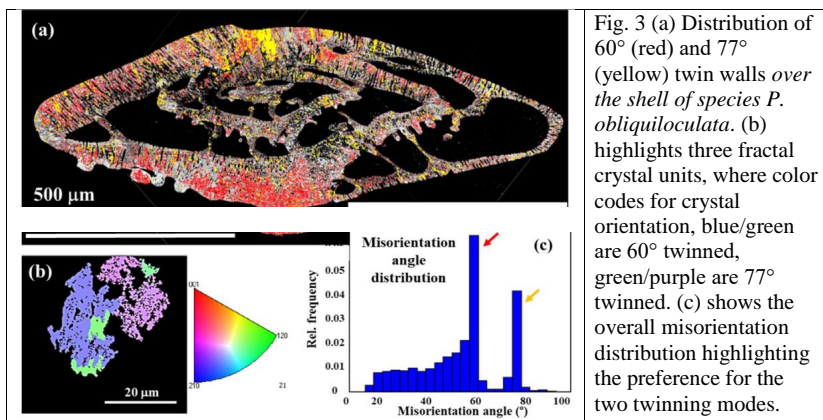 (a)
500 μm
Fig. 3 (a) Distribution of
60° (red) and 77°
(yellow) twin walls over
the shell of species P.
obliquiloculata. (b)
highlights three fractal
crystal units, where color
codes for crystal
orientation, blue/green
are 60° twinned,
green/purple are 77°
twinned. (c) shows the
overall misorientation
distribution highlighting
the preference for the
two twinning modes.
(b)
20 μm
001
120
210
21
(c)
Misorientation
angle
distribution
Rel. frequency
0.05
0.04
0.03
0.02
0.01
0
20
40
60
80
100
Misorientation angle (°)